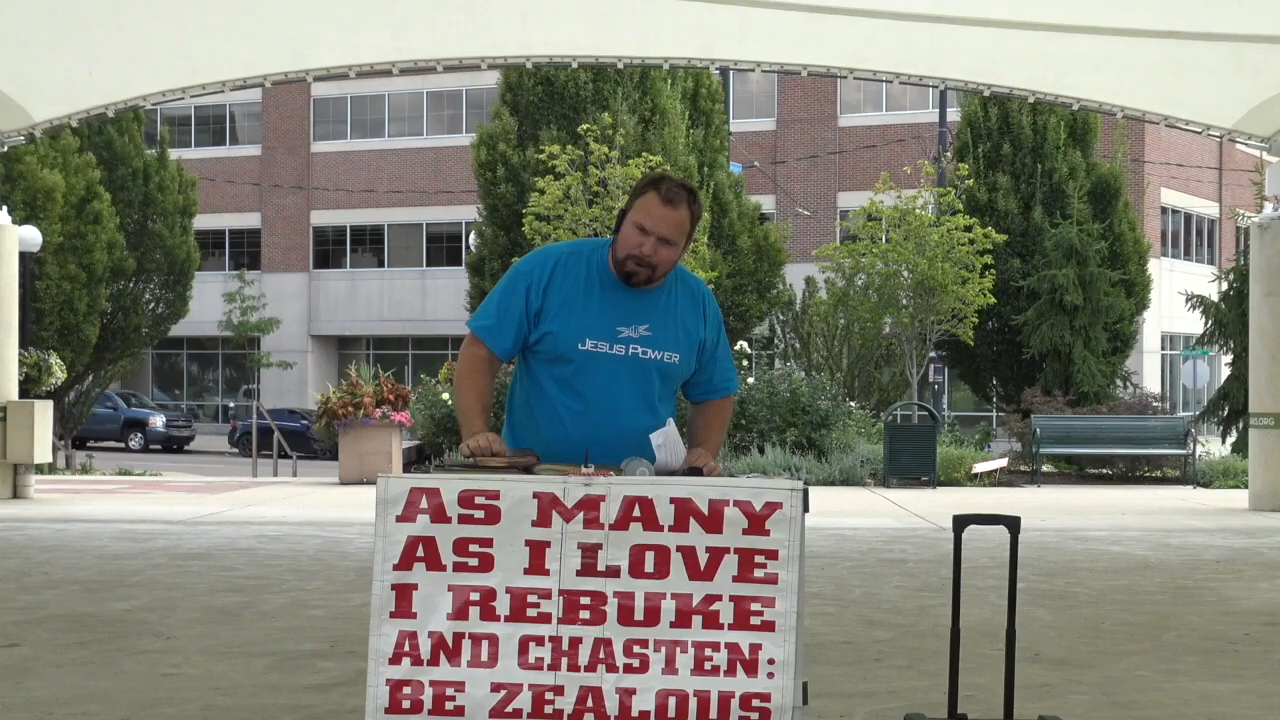 JESUS POWER
AS MANY
AS I LOVE
I REBUKE
AND CHASTEN:
BE ZEALOUS